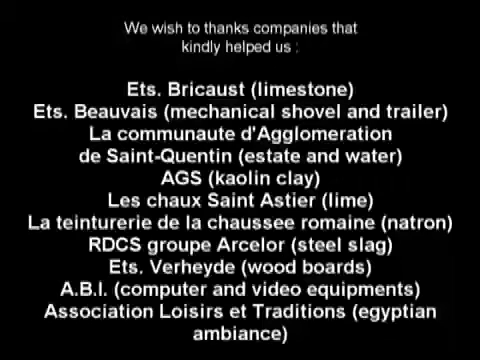 We wish to thanks companies that
kindly helped us :
Ets. Bricaust (limestone)
Ets. Beauvais (mechanical shovel and trailer)
La communaute d'Agglomeration
de Saint-Quentin (estate and water)
AGS (kaolin clay)
Les chaux Saint Astier (lime)
La teinturerie de la chaussee romaine (natron)
RDCS groupe Arcelor (steel slag)
Ets. Verheyde (wood boards)
A.B.I. (computer and video equipments)
Association Loisirs et Traditions (egyptian
ambiance)